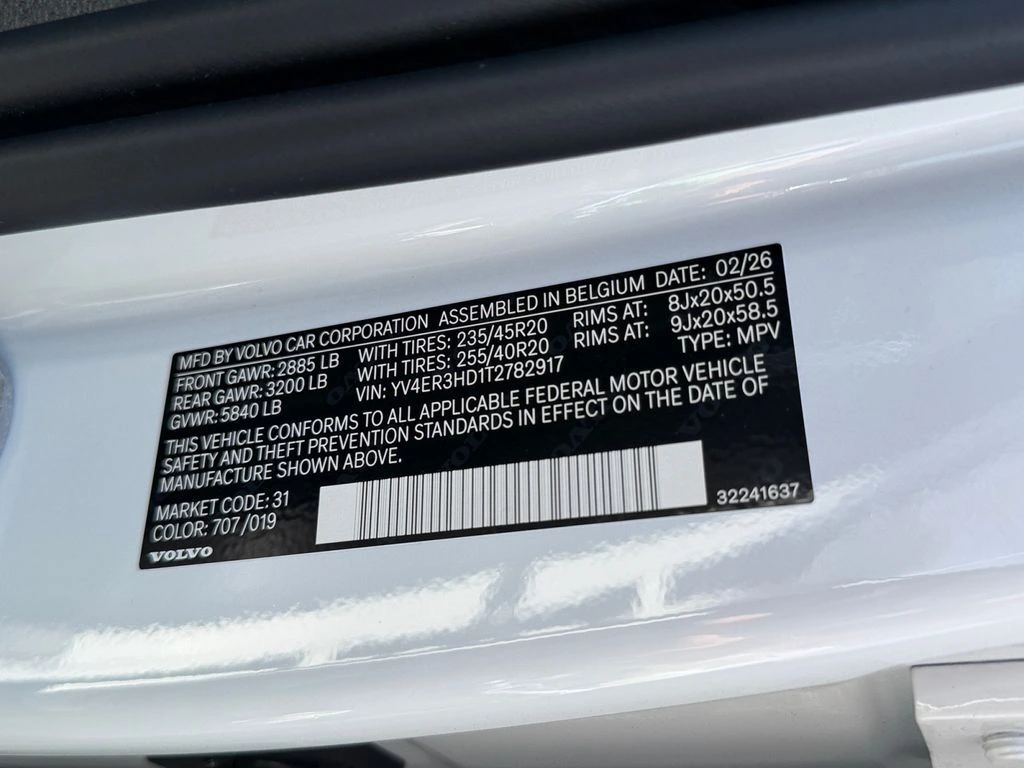 MFD BY VOLVO CAR CORPORATION ASSEMBLED IN BELGIUM DATE: 02/26
FRONT GAWR: 2885 LB WITH TIRES: 235/45R20 RIMS AT: 8Jx20x50.5
REAR GAWR: 3200 LB WITH TIRES: 255/40R20 RIMS AT: 9Jx20x58.5
GVWR: 5840 LB VIN: YV4ER3HD1T2782917 TYPE: MPV
THIS VEHICLE CONFORMS TO ALL APPLICABLE FEDERAL MOTOR VEHICLE
SAFETY AND THEFT PREVENTION STANDARDS IN EFFECT ON THE DATE OF
MANUFACTURE SHOWN ABOVE.
MARKET CODE: 31
COLOR: 707/019
32241637
VOLVO